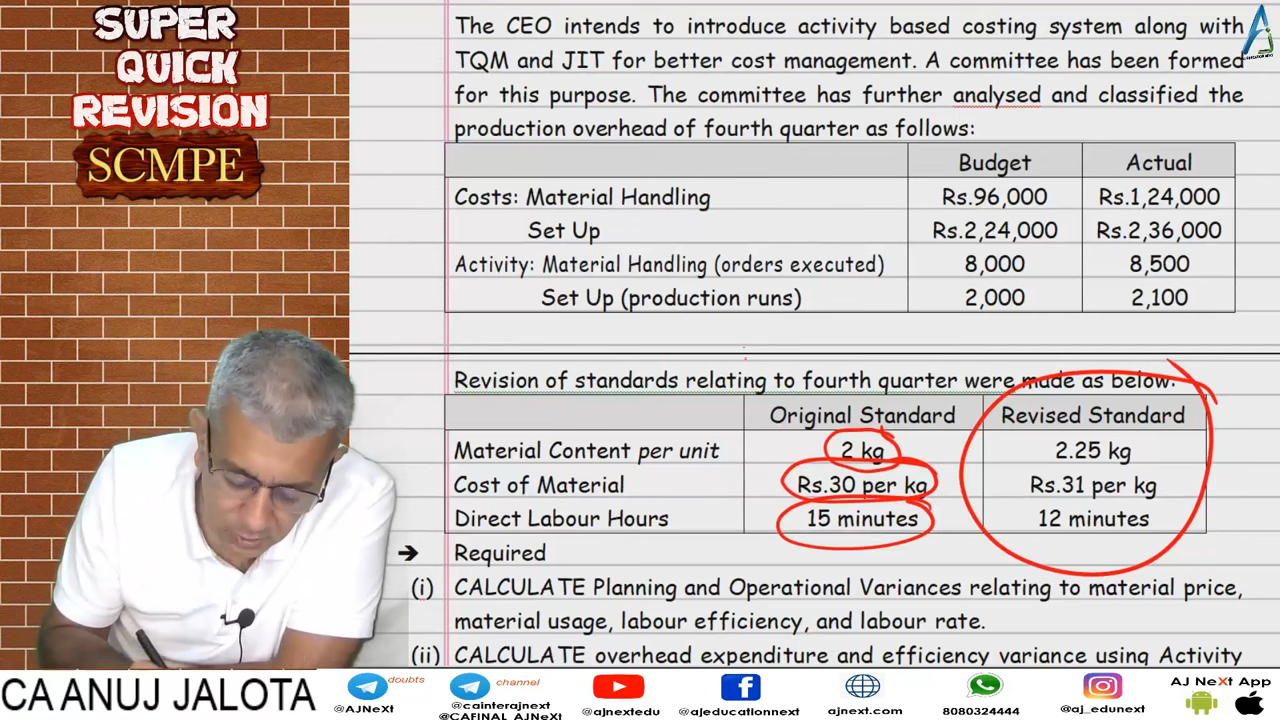 SUPER
QUICK
REVISION
SCMPE
The CEO intends to introduce activity based costing system along with
TQM and JIT for better cost management. A committee has been formed
for this purpose. The committee has further analysed and classified the
production overhead of fourth quarter as follows:
Budget Actual
Costs: Material Handling Rs.96,000 Rs.1,24,000
Set Up Rs.2,24,000 Rs.2,36,000
Activity: Material Handling (orders executed) 8,000 8,500
Set Up (production runs) 2,000 2,100
Revision of standards relating to fourth quarter were made as below:
Original Standard Revised Standard
Material Content per unit 2 kg 2.25 kg
Cost of Material Rs.30 per kg Rs.31 per kg
Direct Labour Hours 15 minutes 12 minutes
→ Required
(i) CALCULATE Planning and Operational Variances relating to material price,
material usage, labour efficiency, and labour rate.
(ii) CALCULATE overhead expenditure and efficiency variance using Activity
CA ANUJ JALOTA
doubts
@AJNeXt
channel
@cainterajnext
@CAFINAL_AJNeXt
@ajnextedu
@ajeducationnext
ajnext.com
8080324444
@aj_edunext
AJ NeXt App